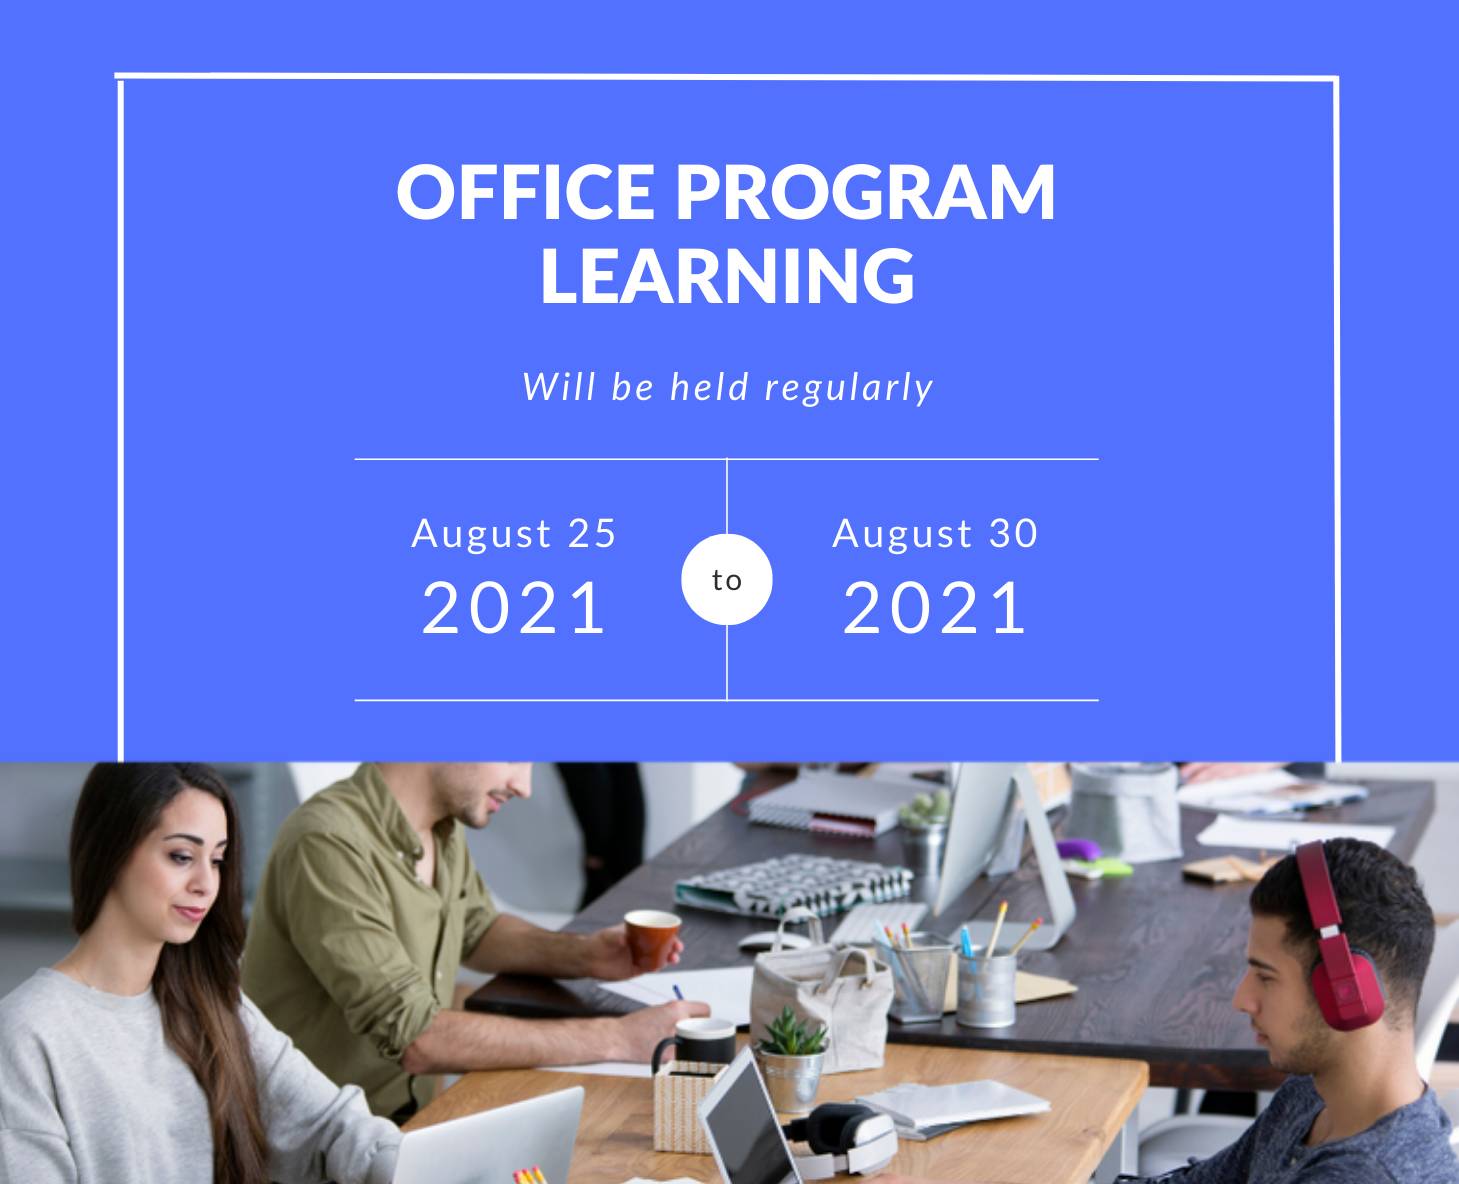 OFFICE PROGRAM
LEARNING
Will be held regularly
August 25
2021
to
August 30
2021